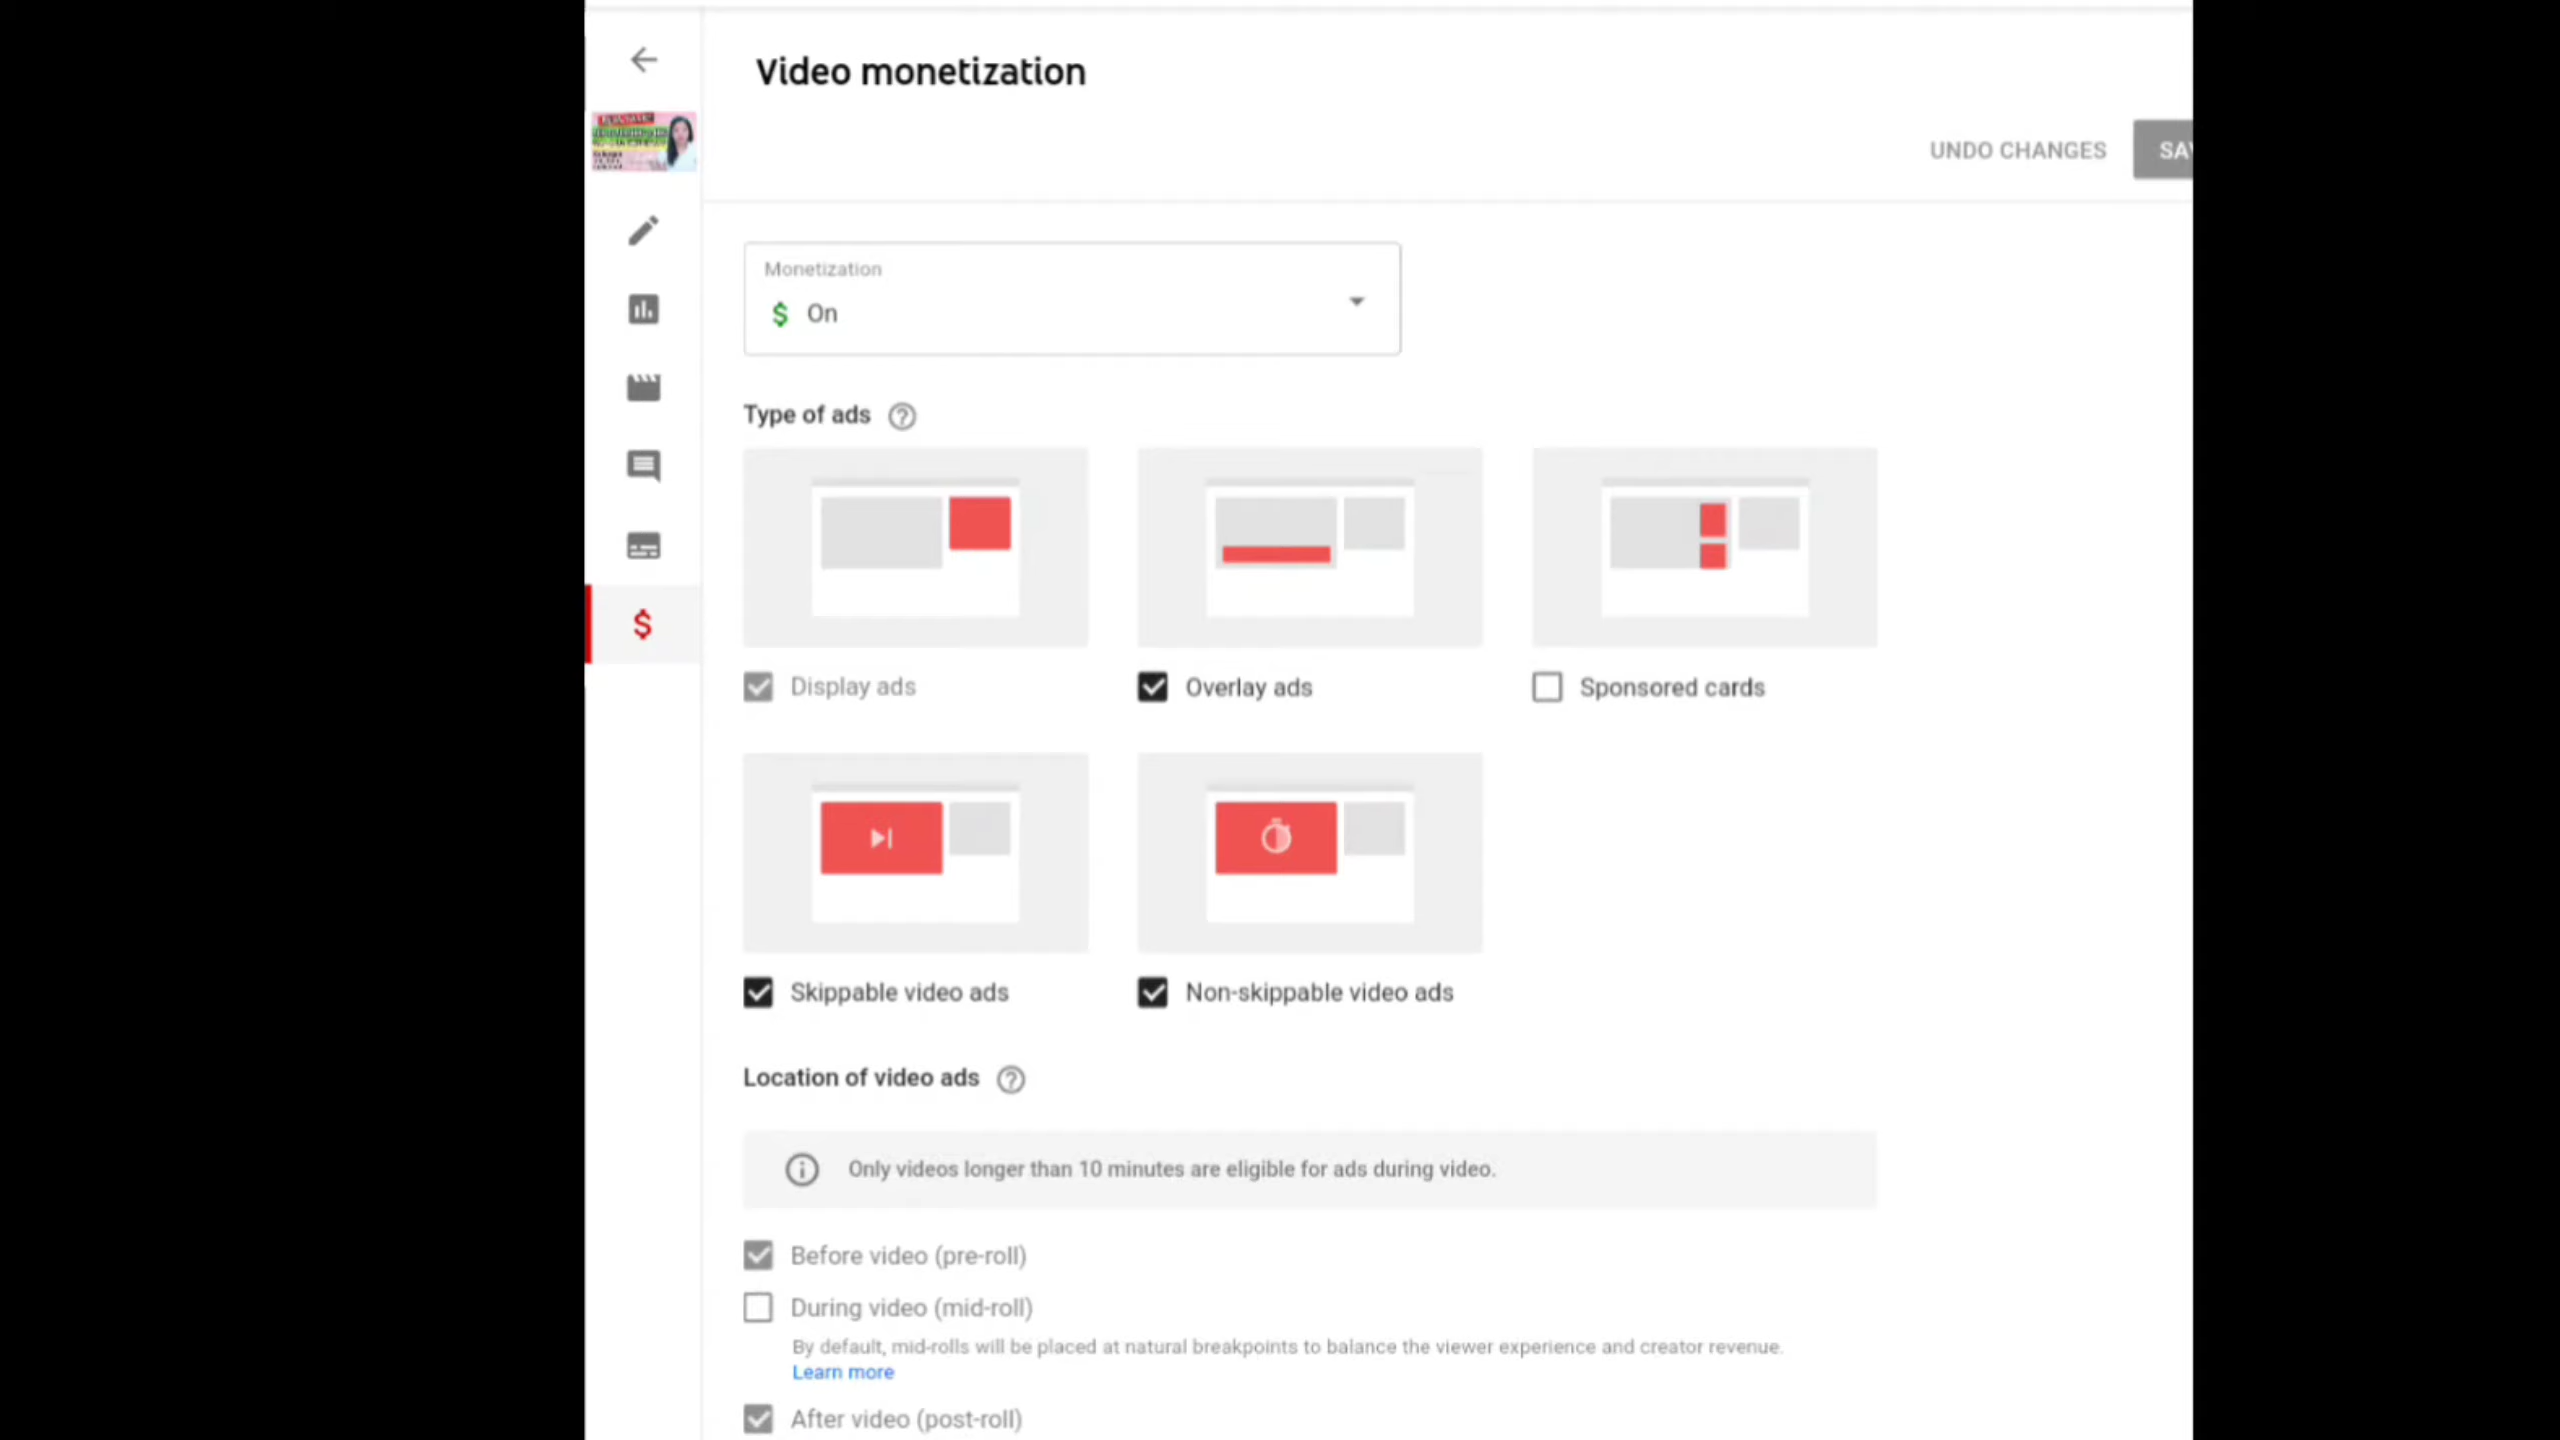 Video monetization
UNDO CHANGES
SAV
Monetization
$ On
Type of ads
Display ads
Overlay ads
Sponsored cards
Skippable video ads
Non-skippable video ads
Location of video ads
Only videos longer than 10 minutes are eligible for ads during video.
Before video (pre-roll)
During video (mid-roll)
By default, mid-rolls will be placed at natural breakpoints to balance the viewer experience and creator revenue.
Learn more
After video (post-roll)